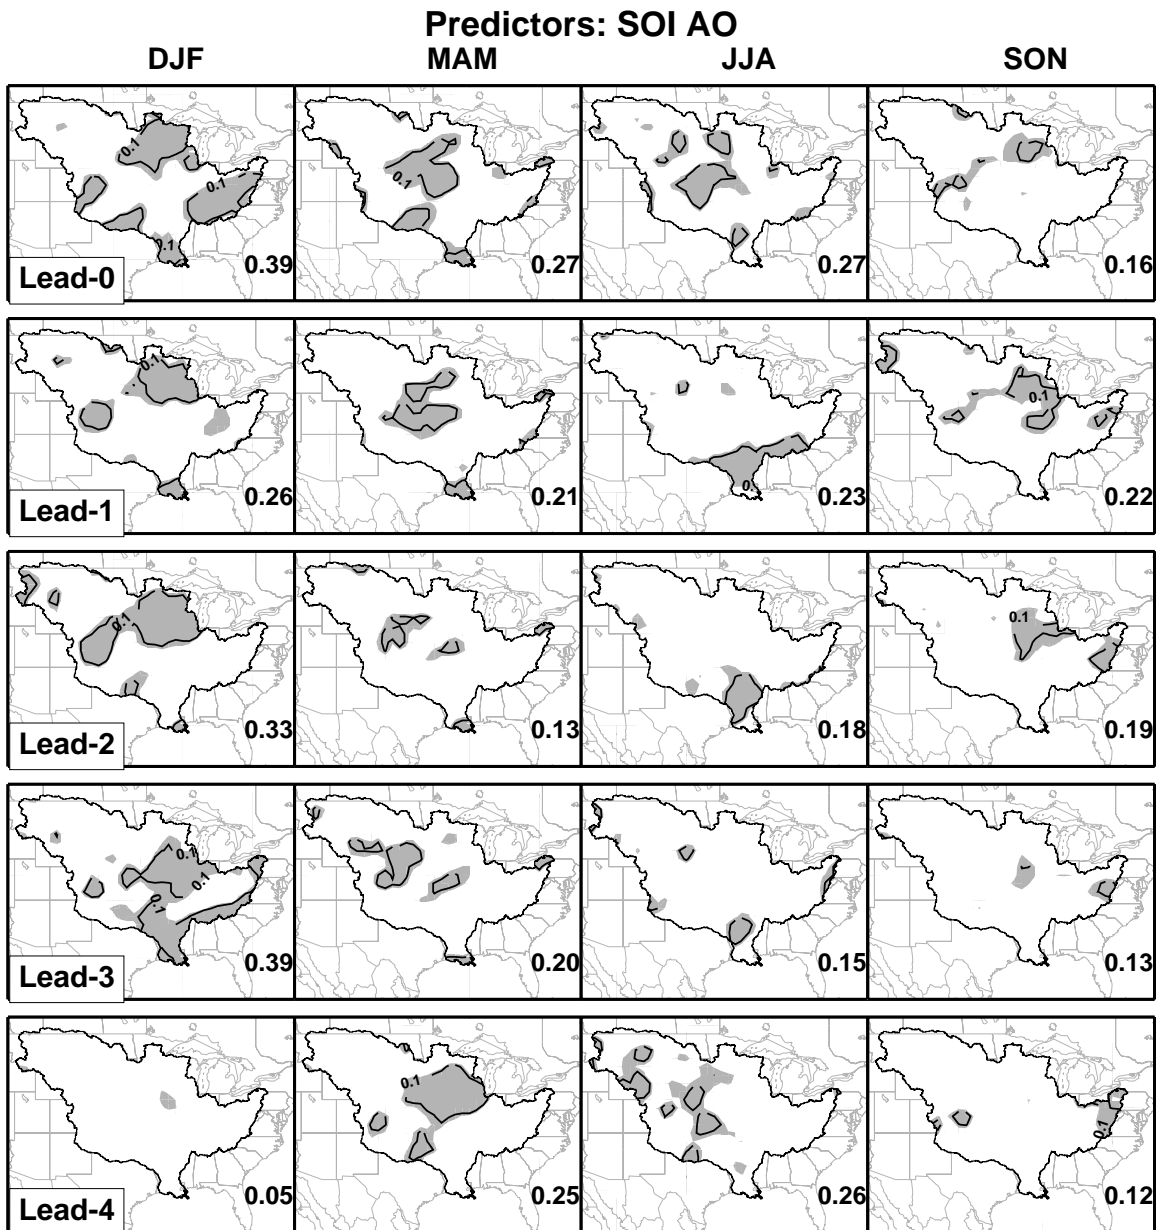 Predictors: SOI AO
DJF MAM JJA SON
0.1 0.1 0.1 0.1
Lead-0 0.39 0.27 0.27 0.16
0.1 0.1
Lead-1 0.26 0.21 0.23 0.22
0.1 0.1
Lead-2 0.33 0.13 0.18 0.19
0.1 0.1 0.1
Lead-3 0.39 0.20 0.15 0.13
0.1 0.1
Lead-4 0.05 0.25 0.26 0.12